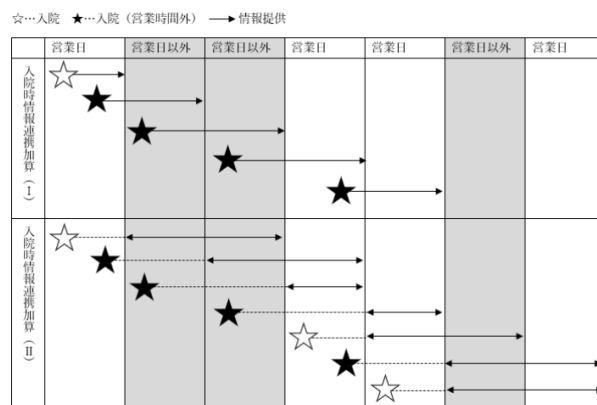 ☆…入院 ★…入院(営業時間外) →情報提供
営業日 営業日以外 営業日以外 営業日 営業日 営業日以外 営業日
入院時情報連携加算(Ⅰ)
入院時情報連携加算(Ⅱ)